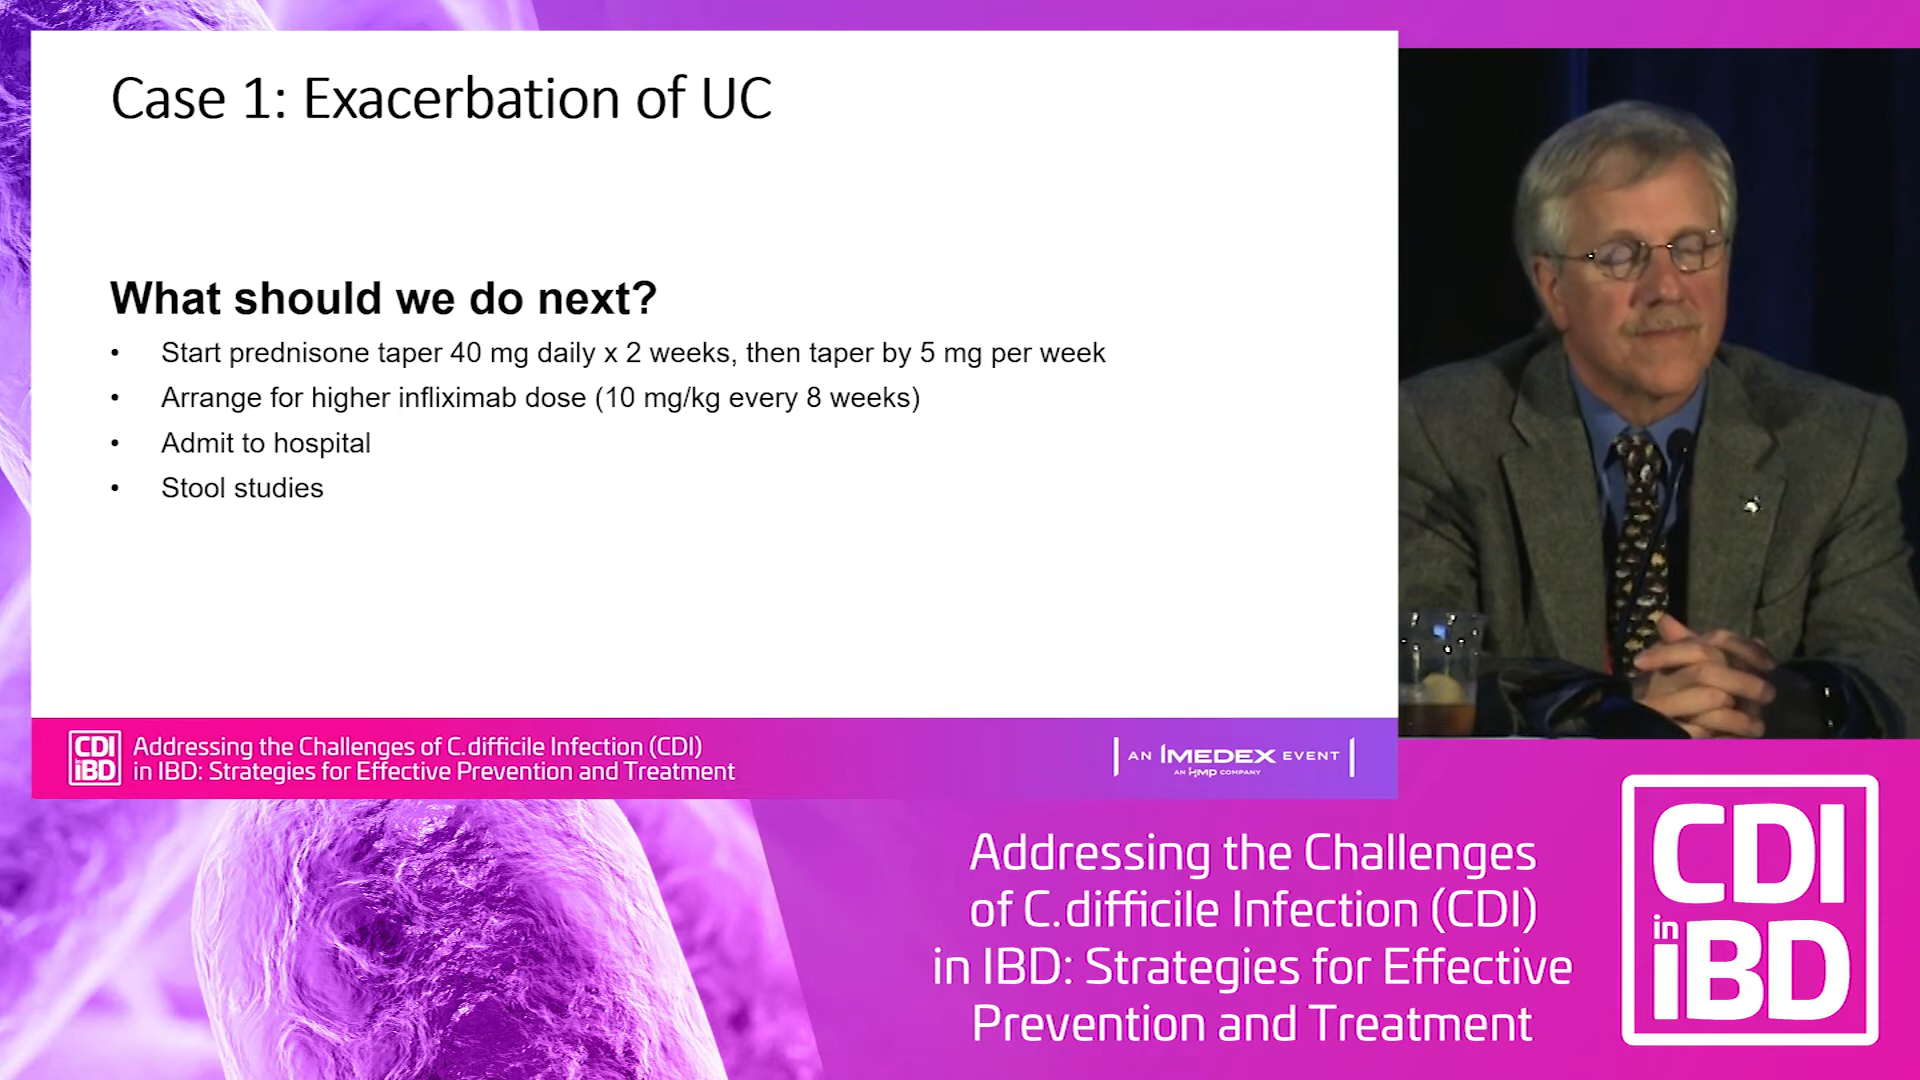 Case 1: Exacerbation of UC
What should we do next?
• Start prednisone taper 40 mg daily x 2 weeks, then taper by 5 mg per week
• Arrange for higher infliximab dose (10 mg/kg every 8 weeks)
• Admit to hospital
• Stool studies
CDI
in
IBD
Addressing the Challenges of C.difficile Infection (CDI)
in IBD: Strategies for Effective Prevention and Treatment
AN IMEDEX EVENT
AN HMP COMPANY
Addressing the Challenges
of C.difficile Infection (CDI)
in IBD: Strategies for Effective
Prevention and Treatment
CDI
in
iBD